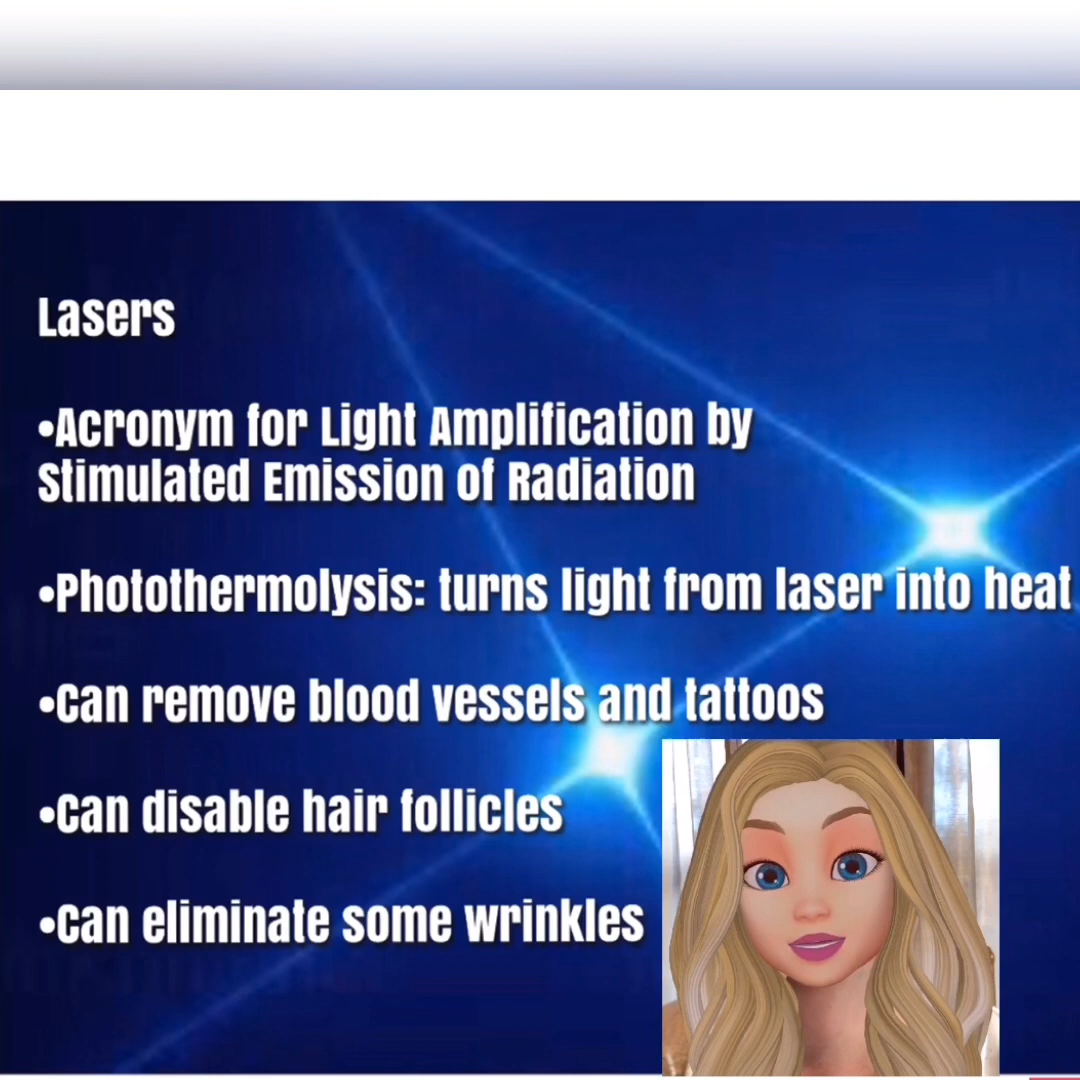 Lasers
•Acronym for Light Amplification by
Stimulated Emission of Radiation
•Photothermolysis: turns light from laser into heat
•Can remove blood vessels and tattoos
•Can disable hair follicles
•Can eliminate some wrinkles